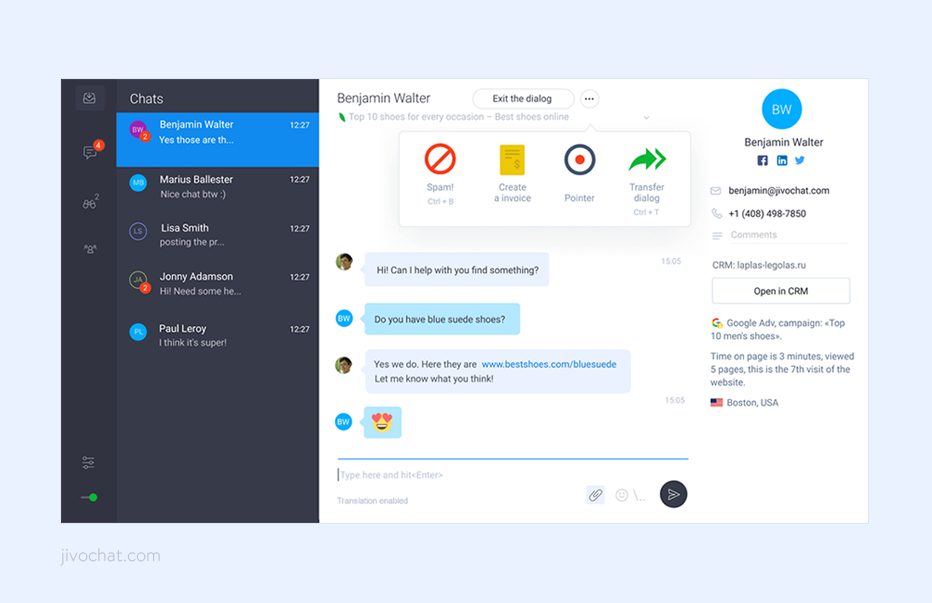 Chats
4
2
BW
2
Benjamin Walter
12:27
Yes those are th...
MB
Marius Ballester
12:27
Nice chat btw :)
LS
Lisa Smith
12:27
posting the pr...
JA
2
Jonny Adamson
12:27
Hi! Need some he...
PL
Paul Leroy
12:27
I think it's super!
Benjamin Walter
Exit the dialog
Top 10 shoes for every occasion – Best shoes online
Spam!
Ctrl + B
Create
a invoice
$
Pointer
Transfer
dialog
Ctrl + T
15:05
Hi! Can I help with you find something?
BW
Do you have blue suede shoes?
Yes we do. Here they are www.bestshoes.com/bluesuede
Let me know what you think!
15:05
BW
Type here and hit<Enter>
Translation enabled
BW
Benjamin Walter
benjamin@jivochat.com
+1 (408) 498-7850
Comments
CRM: laplas-legolas.ru
Open in CRM
Google Adv, campaign: «Top
10 men's shoes».
Time on page is 3 minutes, viewed
5 pages, this is the 7th visit of the
website.
Boston, USA
jivochat.com